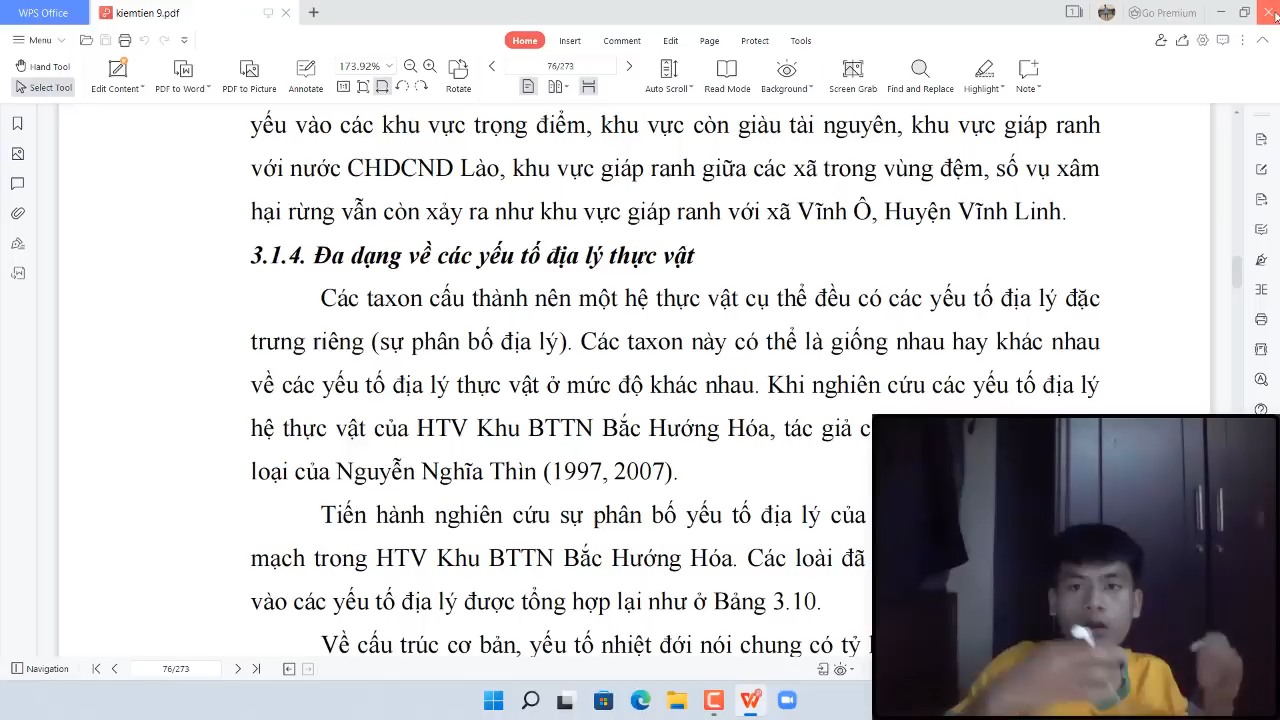 WPS Office
kiemtien 9.pdf
1
Go Premium
Menu
Home
Insert
Comment
Edit
Page
Protect
Tools
Hand Tool
Select Tool
Edit Content
PDF to Word
PDF to Picture
Annotate
173.92%
Rotate
76/273
Auto Scroll
Read Mode
Background
Screen Grab
Find and Replace
Highlight
Note
yếu vào các khu vực trọng điểm, khu vực còn giàu tài nguyên, khu vực giáp ranh
với nước CHDCND Lào, khu vực giáp ranh giữa các xã trong vùng đệm, số vụ xâm
hại rừng vẫn còn xảy ra như khu vực giáp ranh với xã Vĩnh Ô, Huyện Vĩnh Linh.
3.1.4. Đa dạng về các yếu tố địa lý thực vật
Các taxon cấu thành nên một hệ thực vật cụ thể đều có các yếu tố địa lý đặc
trưng riêng (sự phân bố địa lý). Các taxon này có thể là giống nhau hay khác nhau
về các yếu tố địa lý thực vật ở mức độ khác nhau. Khi nghiên cứu các yếu tố địa lý
hệ thực vật của HTV Khu BTTN Bắc Hướng Hóa, tác giả
loại của Nguyễn Nghĩa Thìn (1997, 2007).
Tiến hành nghiên cứu sự phân bố yếu tố địa lý của
mạch trong HTV Khu BTTN Bắc Hướng Hóa. Các loài đã
vào các yếu tố địa lý được tổng hợp lại như ở Bảng 3.10.
Về cấu trúc cơ bản, yếu tố nhiệt đới nói chung có tỷ
Navigation
76/273